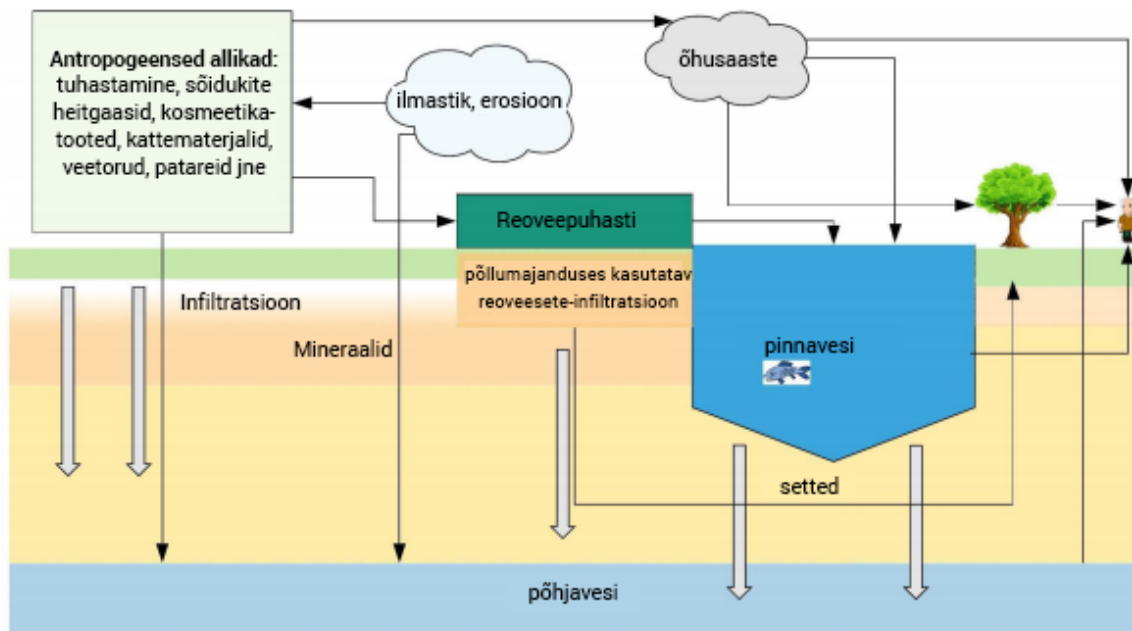 Antropogeensed allikad:
tuhastamine, sõidukite
heitgaasid, kosmeetika-
tooted, kattematerjalid,
veetorud, patareid jne
ilmastik, erosioon
õhusaaste
Reoveepuhasti
põllumajanduses kasutatav
reoveesete-infiltratsioon
Infiltratsioon
Mineraalid
pinnavesi
setted
põhjavesi